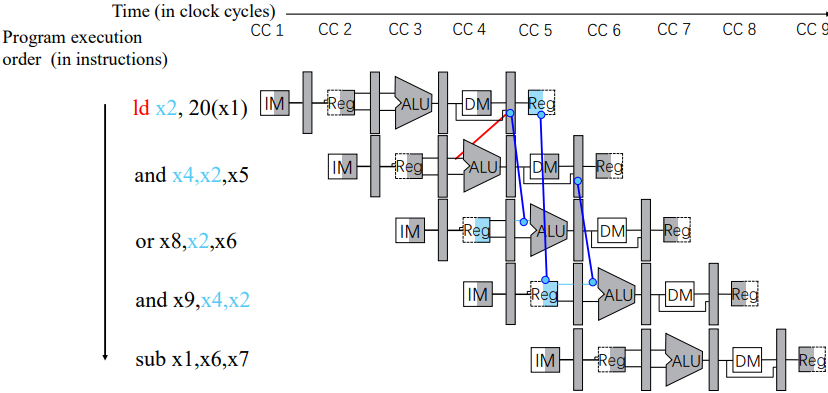 Time (in clock cycles)
CC 1 CC 2 CC 3 CC 4 CC 5 CC 6 CC 7 CC 8 CC 9
Program execution
order (in instructions)
ld x2, 20(x1) IM Reg ALU DM Reg
and x4,x2,x5 IM Reg ALU DM Reg
or x8,x2,x6 IM Reg ALU DM Reg
and x9,x4,x2 IM Reg ALU DM Reg
sub x1,x6,x7 IM Reg ALU DM Reg